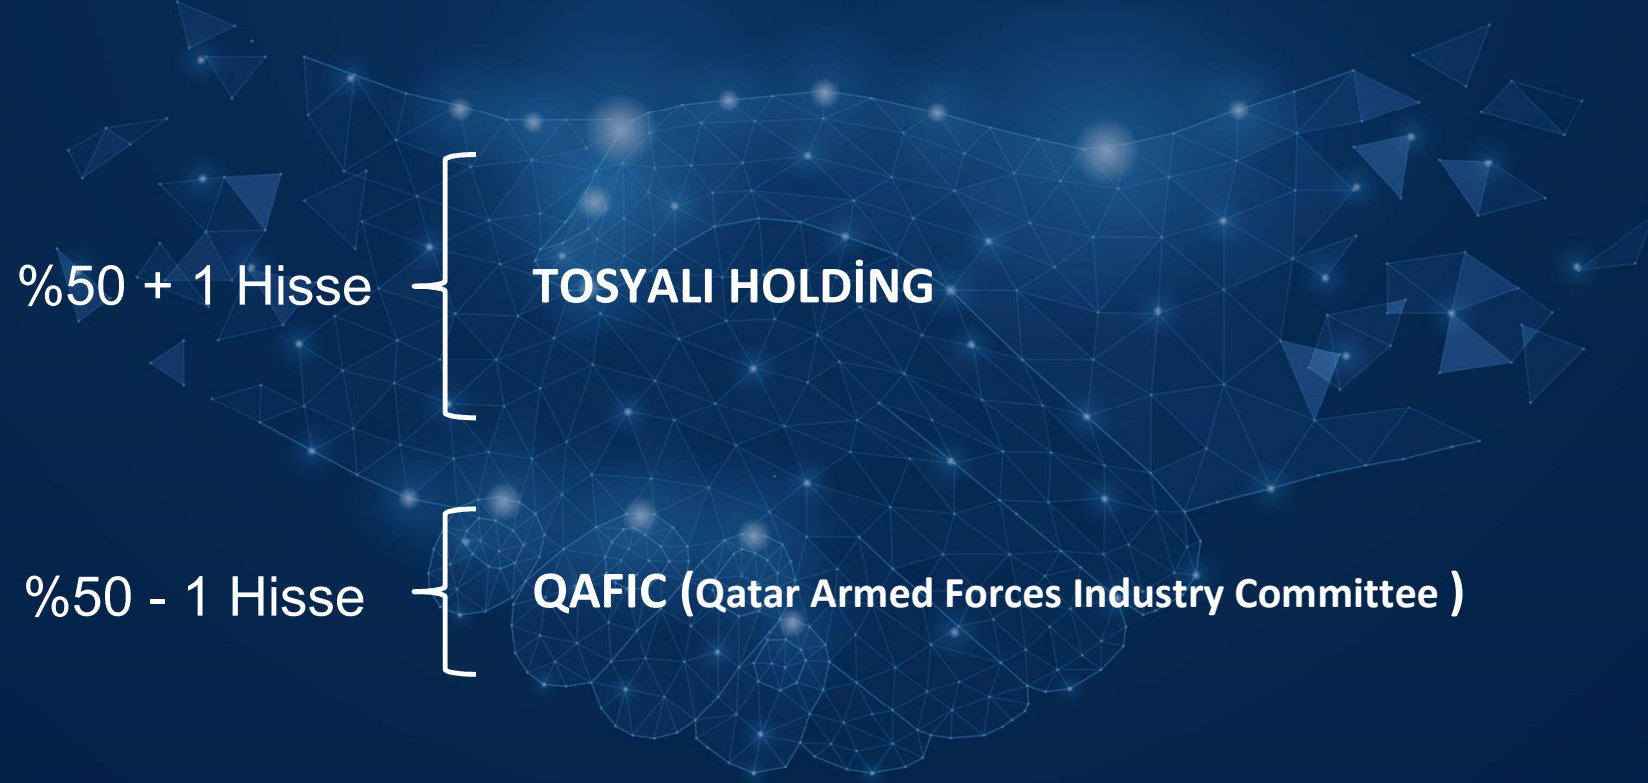 %50 + 1 Hisse TOSYALI HOLDİNG
%50 - 1 Hisse QAFIC (Qatar Armed Forces Industry Committee )